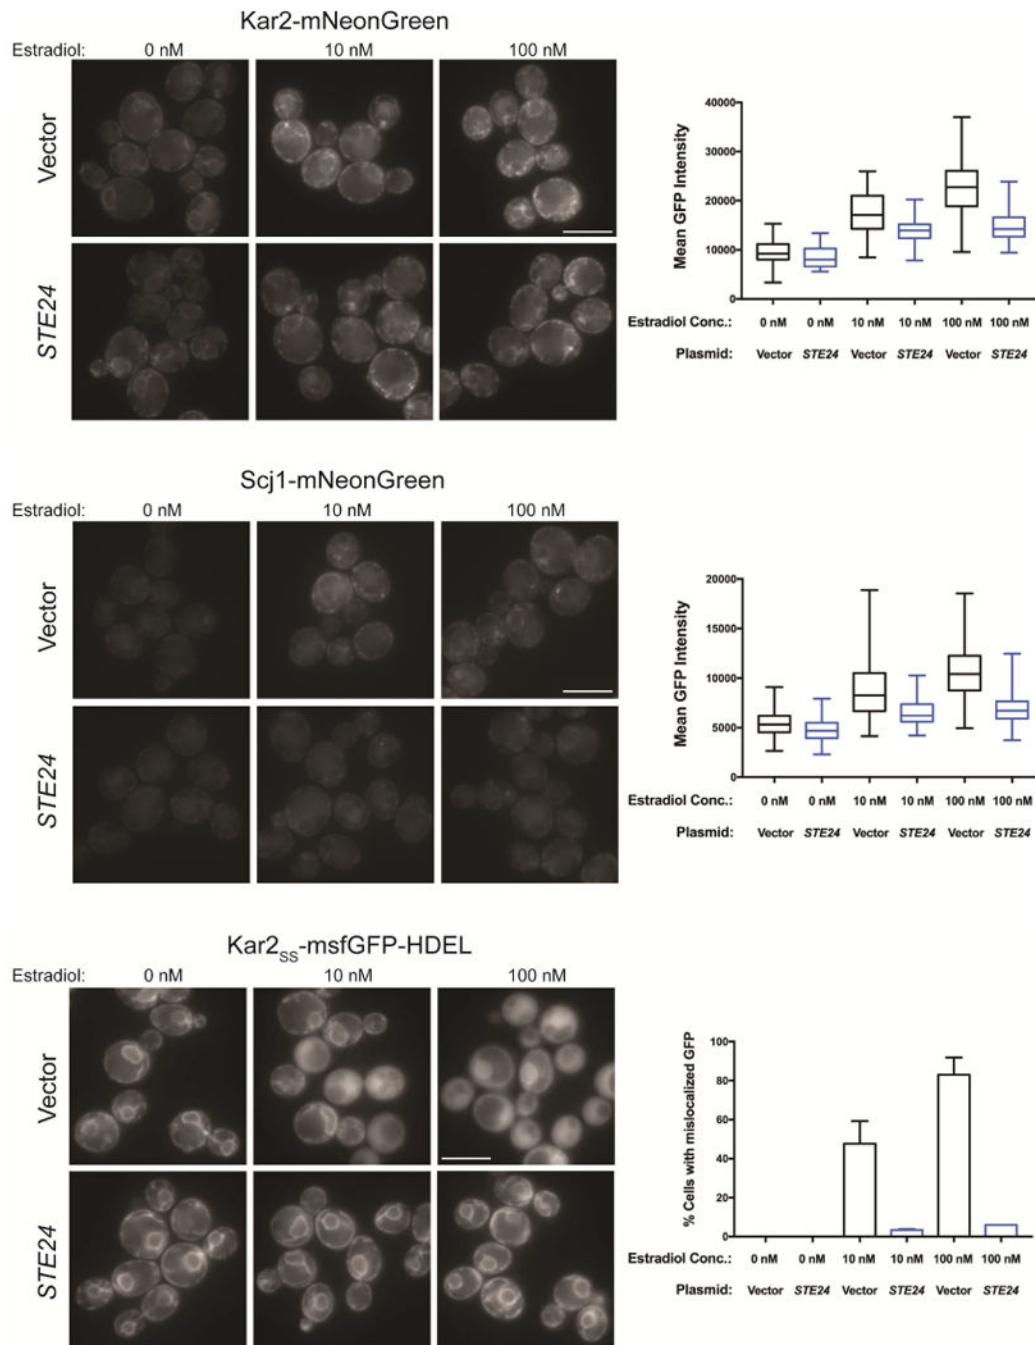 Kar2-mNeonGreen
Estradiol: 0 nM 10 nM 100 nM
Vector
STE24
Mean GFP Intensity
40000
30000
20000
10000
0
Estradiol Conc.: 0 nM 0 nM 10 nM 10 nM 100 nM 100 nM
Plasmid: Vector STE24 Vector STE24 Vector STE24
Scj1-mNeonGreen
Estradiol: 0 nM 10 nM 100 nM
Vector
STE24
Mean GFP Intensity
20000
15000
10000
5000
0
Estradiol Conc.: 0 nM 0 nM 10 nM 10 nM 100 nM 100 nM
Plasmid: Vector STE24 Vector STE24 Vector STE24
Kar2SS-msfGFP-HDEL
Estradiol: 0 nM 10 nM 100 nM
Vector
STE24
% Cells with mislocalized GFP
100
80
60
40
20
0
Estradiol Conc.: 0 nM 0 nM 10 nM 10 nM 100 nM 100 nM
Plasmid: Vector STE24 Vector STE24 Vector STE24